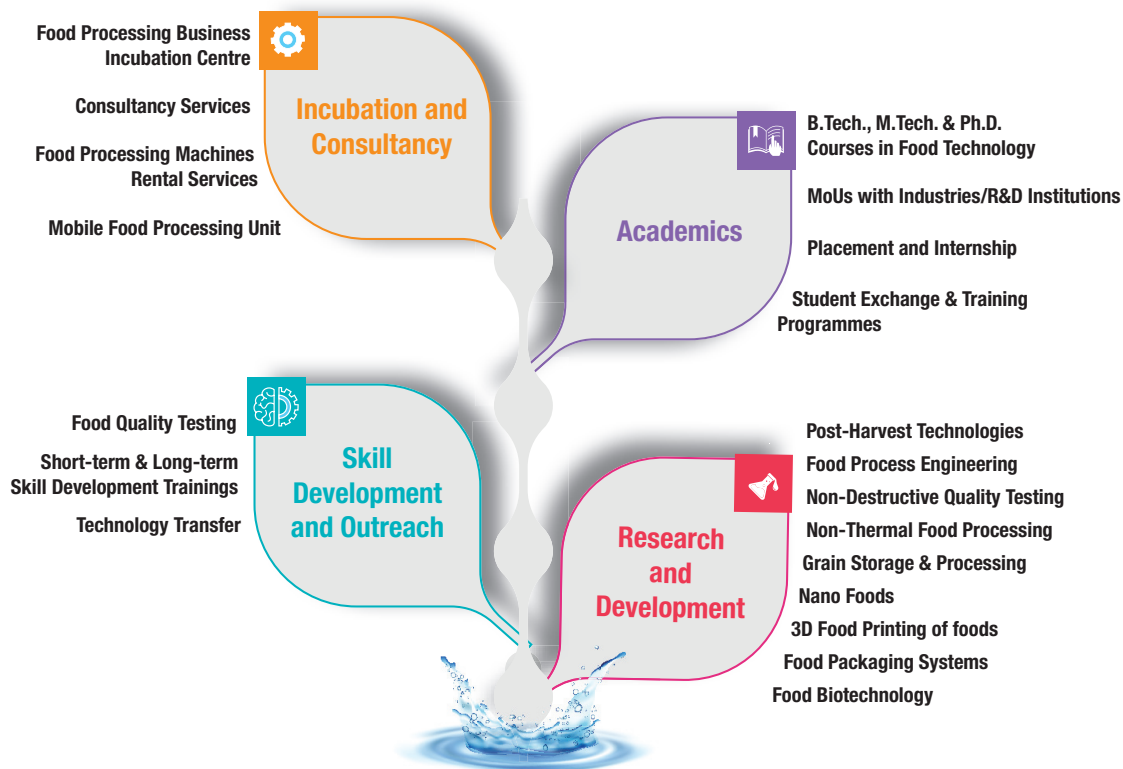 Food Processing Business
Incubation Centre
Consultancy Services
Food Processing Machines
Rental Services
Mobile Food Processing Unit
Incubation and
Consultancy
Academics
B.Tech., M.Tech. & Ph.D.
Courses in Food Technology
MoUs with Industries/R&D Institutions
Placement and Internship
Student Exchange & Training
Programmes
Food Quality Testing
Short-term & Long-term
Skill Development Trainings
Technology Transfer
Skill
Development
and Outreach
Research
and
Development
Post-Harvest Technologies
Food Process Engineering
Non-Destructive Quality Testing
Non-Thermal Food Processing
Grain Storage & Processing
Nano Foods
3D Food Printing of foods
Food Packaging Systems
Food Biotechnology